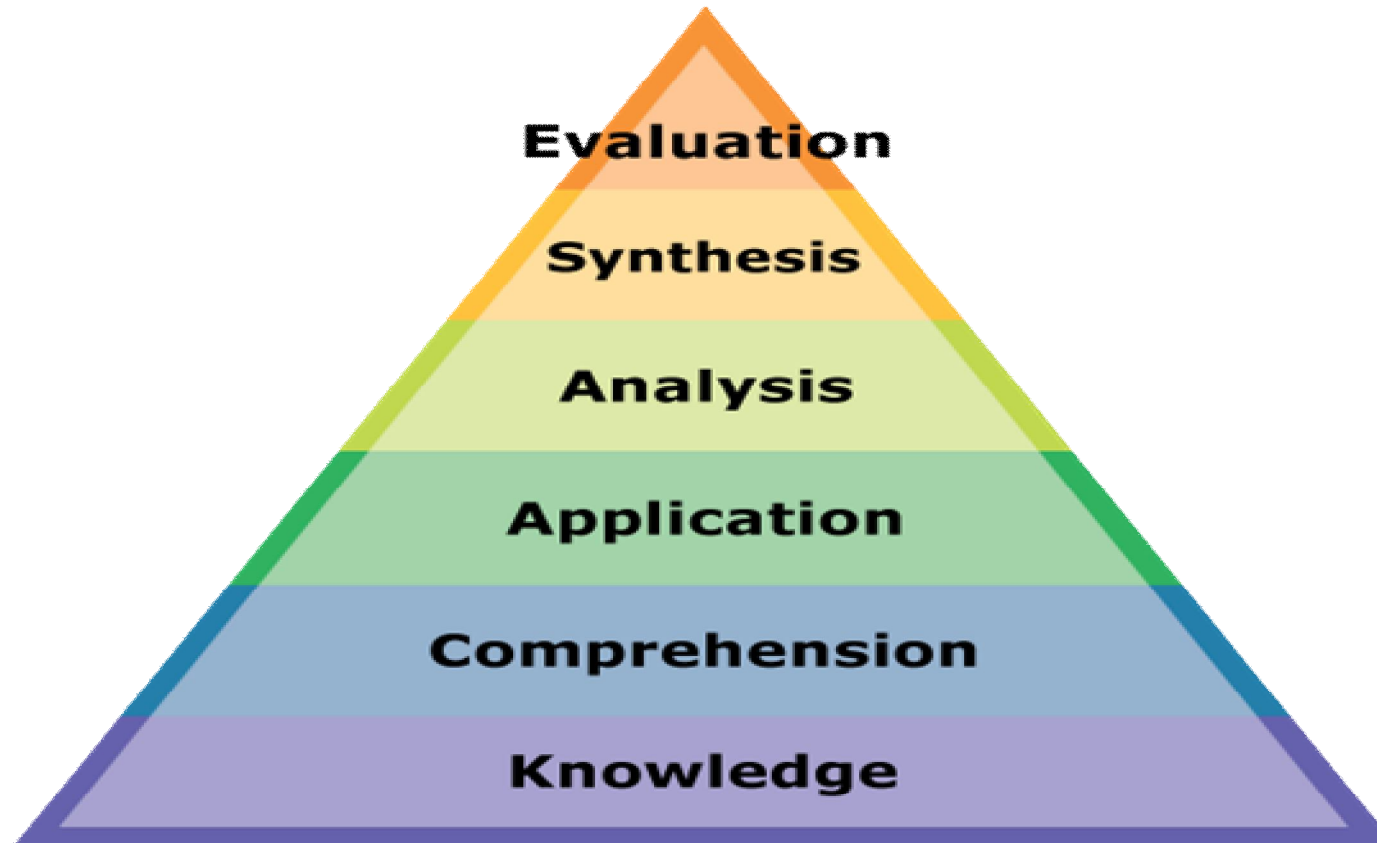 Evaluation
Synthesis
Analysis
Application
Comprehension
Knowledge